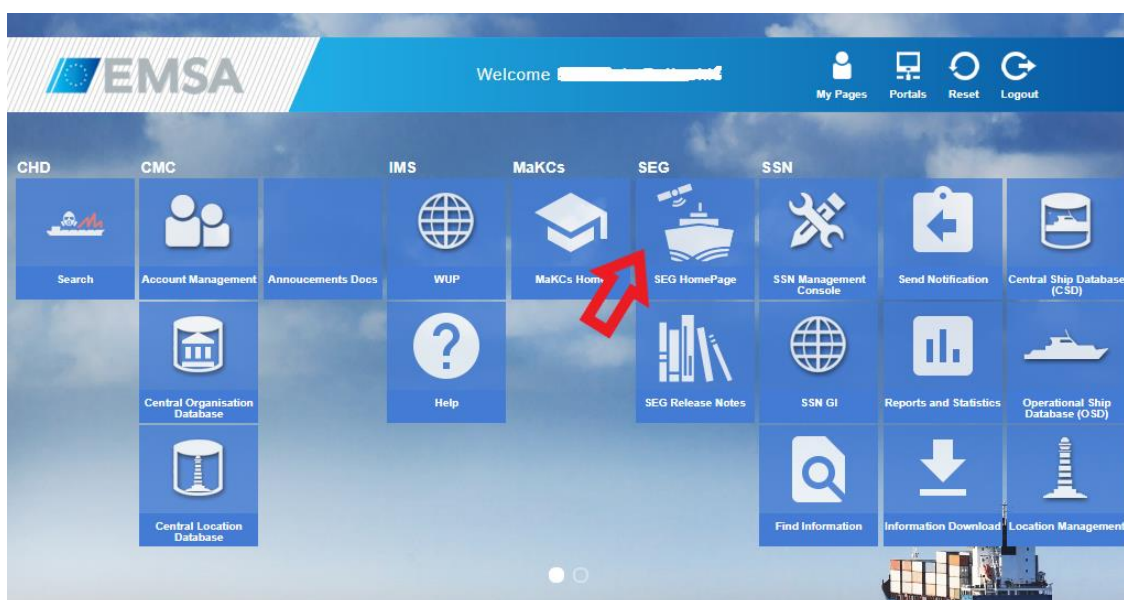 EMSA
Welcome
My Pages
Portals
Reset
Logout
CHD
CMC
IMS
MaKCs
SEG
SSN
Search
Account Management
Annoucements Docs
WUP
MaKCs Home
SEG HomePage
SSN Management
Console
Send Notification
Central Ship Database
(CSD)
Central Organisation
Database
Help
SEG Release Notes
SSN GI
Reports and Statistics
Operational Ship
Database (OSD)
Central Location
Database
Find Information
Information Download
Location Management